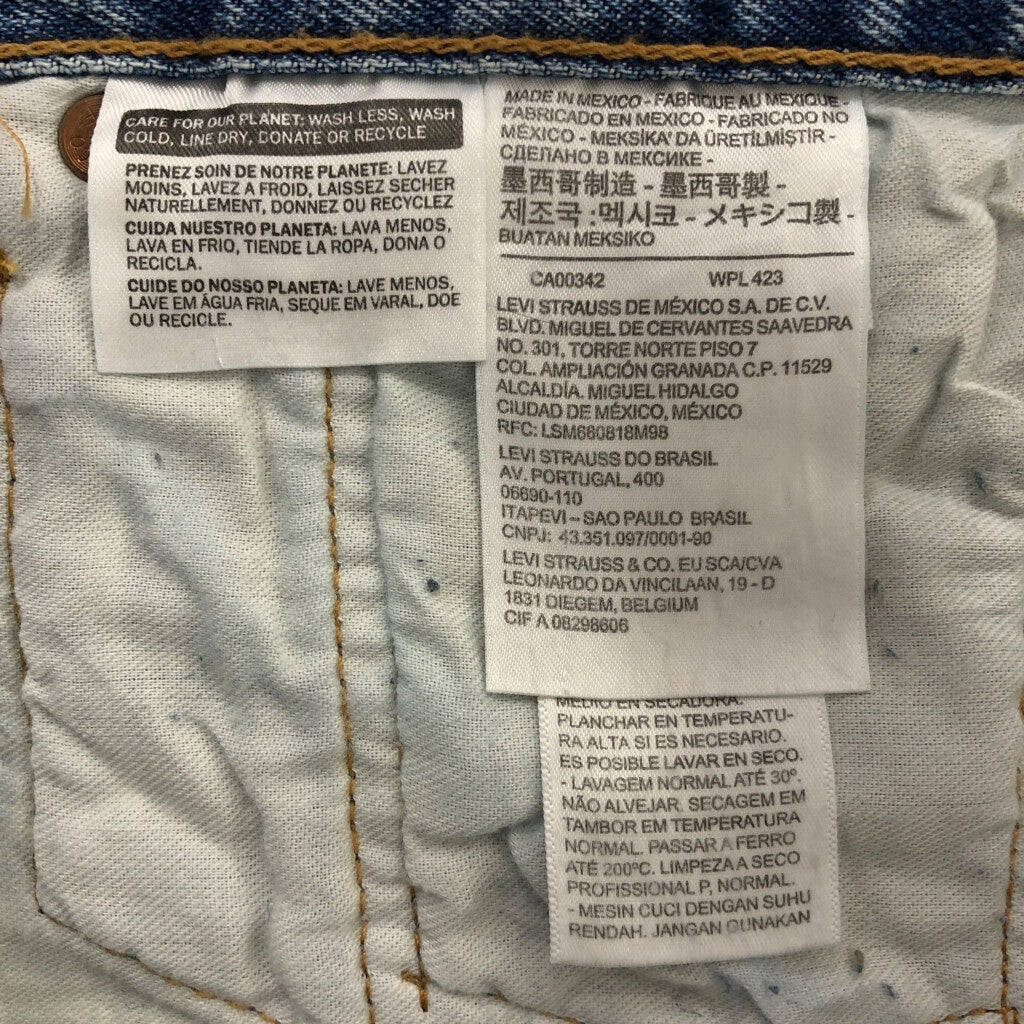 CARE FOR OUR PLANET: WASH LESS, WASH
COLD, LINE DRY, DONATE OR RECYCLE
PRENEZ SOIN DE NOTRE PLANETE: LAVEZ
MOINS, LAVEZ A FROID, LAISSEZ SECHER
NATURELLEMENT, DONNEZ OU RECYCLEZ
CUIDA NUESTRO PLANETA: LAVA MENOS,
LAVA EN FRIO, TIENDE LA ROPA, DONA O
RECICLA.
CUIDE DO NOSSO PLANETA: LAVE MENOS,
LAVE EM ÁGUA FRIA, SEQUE EM VARAL, DOE
OU RECICLE.
MADE IN MEXICO - FABRIQUE AU MEXIQUE -
FABRICADO EN MÉXICO - FABRICADO NO
MÉXICO - MEKSİKA' DA ÜRETİLMİŞTİR -
СДЕЛАНО В МЕКСИКЕ -
墨西哥制造 - 墨西哥製 -
제조국 :멕시코 - メキシコ製 -
BUATAN MEKSIKO
CA00342 WPL 423
LEVI STRAUSS DE MÉXICO S.A. DE C.V.
BLVD. MIGUEL DE CERVANTES SAAVEDRA
NO. 301, TORRE NORTE PISO 7
COL. AMPLIACIÓN GRANADA C.P. 11529
ALCALDÍA. MIGUEL HIDALGO
CIUDAD DE MÉXICO, MÉXICO
RFC: LSM660818M98
LEVI STRAUSS DO BRASIL
AV. PORTUGAL, 400
06690-110
ITAPEVI – SAO PAULO BRASIL
CNPJ: 43.351.097/0001-90
LEVI STRAUSS & CO. EU SCA/CVA
LEONARDO DA VINCILAAN, 19 - D
1831 DIEGEM, BELGIUM
CIF A 08298606
MEDIO EN SECADORA.
PLANCHAR EN TEMPERATU-
RA ALTA SI ES NECESARIO.
ES POSIBLE LAVAR EN SECO.
- LAVAGEM NORMAL ATÉ 30º.
NÃO ALVEJAR. SECAGEM EM
TAMBOR EM TEMPERATURA
NORMAL. PASSAR A FERRO
ATÉ 200ºC. LIMPEZA A SECO
PROFISSIONAL P, NORMAL.
- MESIN CUCI DENGAN SUHU
RENDAH. JANGAN GUNAKAN